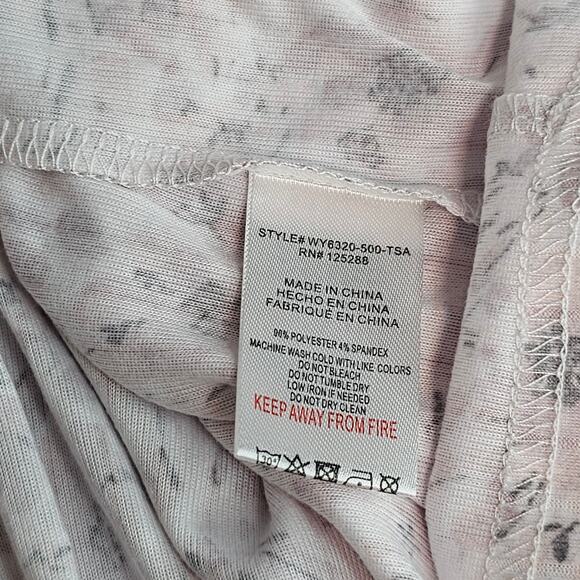 STYLE# WY6320-500-TSA
RN# 125288
MADE IN CHINA
HECHO EN CHINA
FABRIQUE EN CHINA
96% POLYESTER 4% SPANDEX
MACHINE WASH COLD WITH LIKE COLORS
DO NOT BLEACH
DO NOT TUMBLE DRY
LOW IRON IF NEEDED
DO NOT DRY CLEAN
KEEP AWAY FROM FIRE
30°